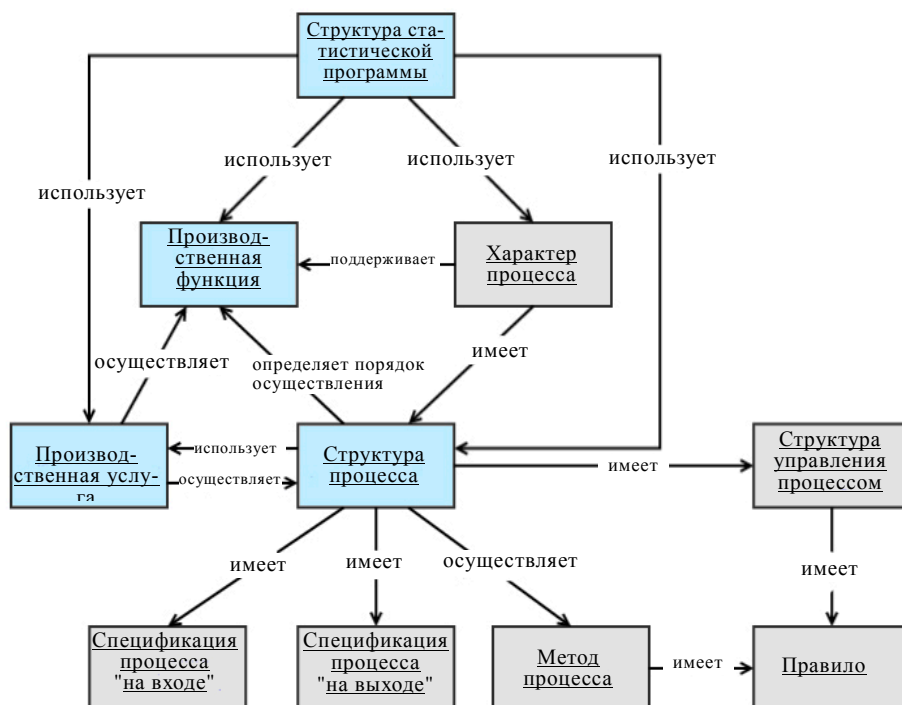 Структура ста-
тистической
программы
использует
использует
использует
использует
Производ-
ственная
функция
поддерживает
Характер
процесса
осуществляет
определяет порядок
осуществления
имеет
Производ-
ственная услу-
га
использует
осуществляет
Структура
процесса
имеет
Структура
управления
процессом
имеет
имеет
осуществляет
имеет
Спецификация
процесса
"на входе"
Спецификация
процесса
"на выходе"
Метод
процесса
имеет
Правило